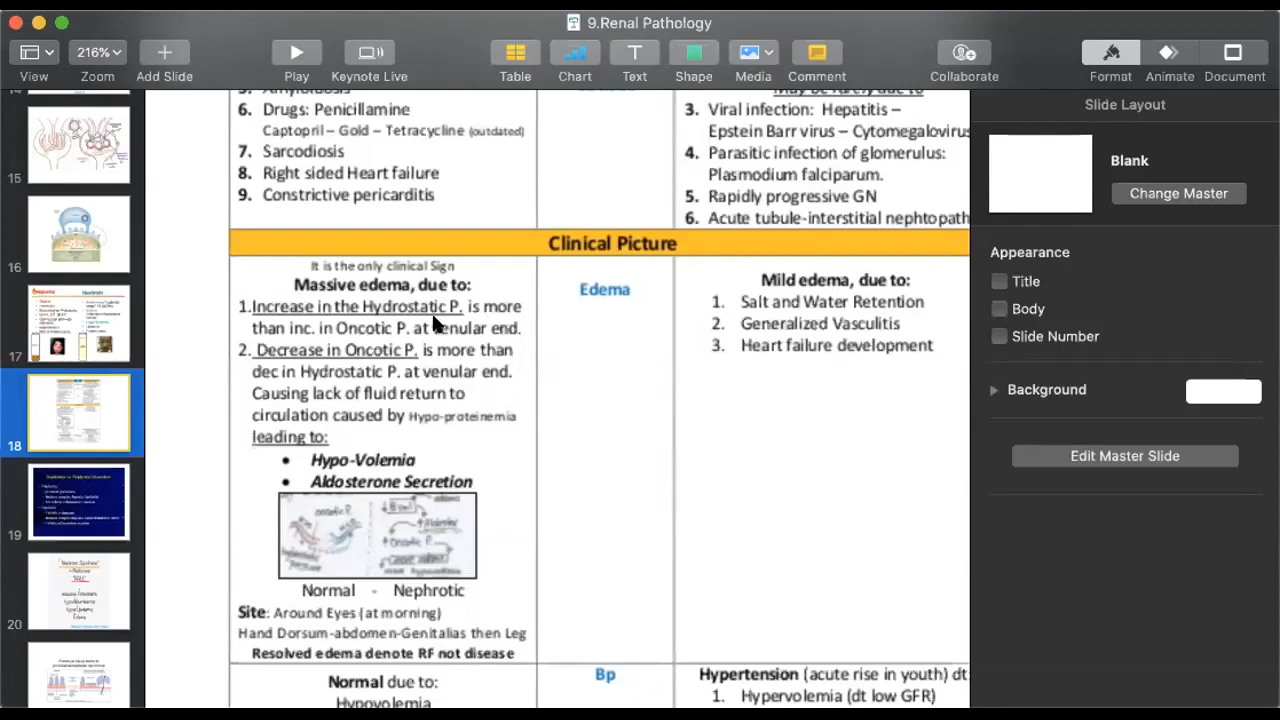 9.Renal Pathology
216%
View
Zoom
Add Slide
Play
Keynote Live
Table
Chart
Text
Shape
Media
Comment
Collaborate
Format
Animate
Document
15
16
17
18
19
20
6. Drugs: Penicillamine
Captopril – Gold – Tetracycline (outdated)
7. Sarcodiosis
8. Right sided Heart failure
9. Constrictive pericarditis
3. Viral infection: Hepatitis –
Epstein Barr virus – Cytomegalovirus
4. Parasitic infection of glomerulus:
Plasmodium falciparum.
5. Rapidly progressive GN
6. Acute tubule-interstitial nephropath
Clinical Picture
It is the only clinical Sign
Massive edema, due to:
1.Increase in the Hydrostatic P. is more
than inc. in Oncotic P. at venular end.
2. Decrease in Oncotic P. is more than
dec in Hydrostatic P. at venular end.
Causing lack of fluid return to
circulation caused by Hypo-proteinemia
leading to:
• Hypo-Volemia
• Aldosterone Secretion
Normal - Nephrotic
Site: Around Eyes (at morning)
Hand Dorsum-abdomen-Genitalias then Leg
Resolved edema denote RF not disease
Edema
Mild edema, due to:
1. Salt and Water Retention
2. Generalized Vasculitis
3. Heart failure development
Normal due to:
Hypovolemia
Bp
Hypertension (acute rise in youth) dt:
1. Hypervolemia (dt low GFR)
Slide Layout
Blank
Change Master
Appearance
Title
Body
Slide Number
Background
Edit Master Slide